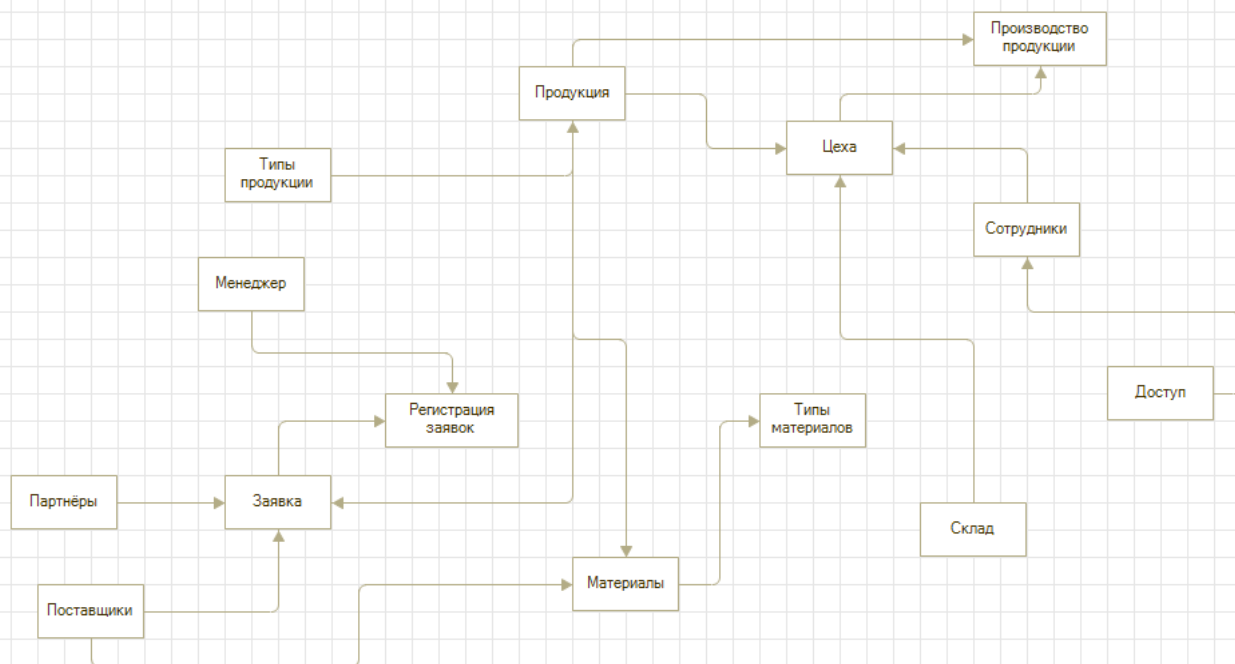 Производство
продукции
Продукция
Цеха
Типы
продукции
Сотрудники
Менеджер
Доступ
Регистрация
заявок
Типы
материалов
Партнёры
Заявка
Склад
Материалы
Поставщики